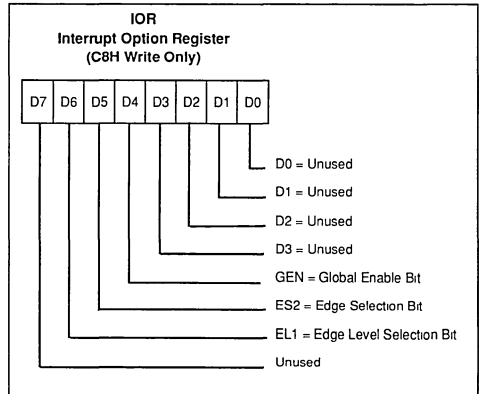 IOR
Interrupt Option Register
(C8H Write Only)
D7 D6 D5 D4 D3 D2 D1 D0
D0 = Unused
D1 = Unused
D2 = Unused
D3 = Unused
GEN = Global Enable Bit
ES2 = Edge Selection Bit
EL1 = Edge Level Selection Bit
Unused